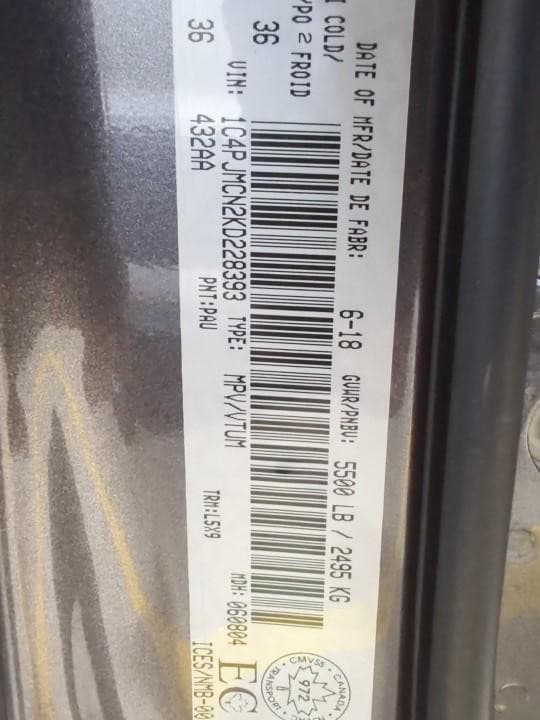 DATE OF MFR/DATE DE FABR: 6-18 GVWR/PNBV: 5500 LB / 2495 KG
I COLD/
YPO 2 FROID
36
36
VIN: 1C4PJMCN2KD228393 TYPE: MPV/VTUM
432AA PNT:PAU TRM:L5X9 MDH: 060804
EC
ICES/NMB-00
CMVSS
972
CANADA
TRANSPORT